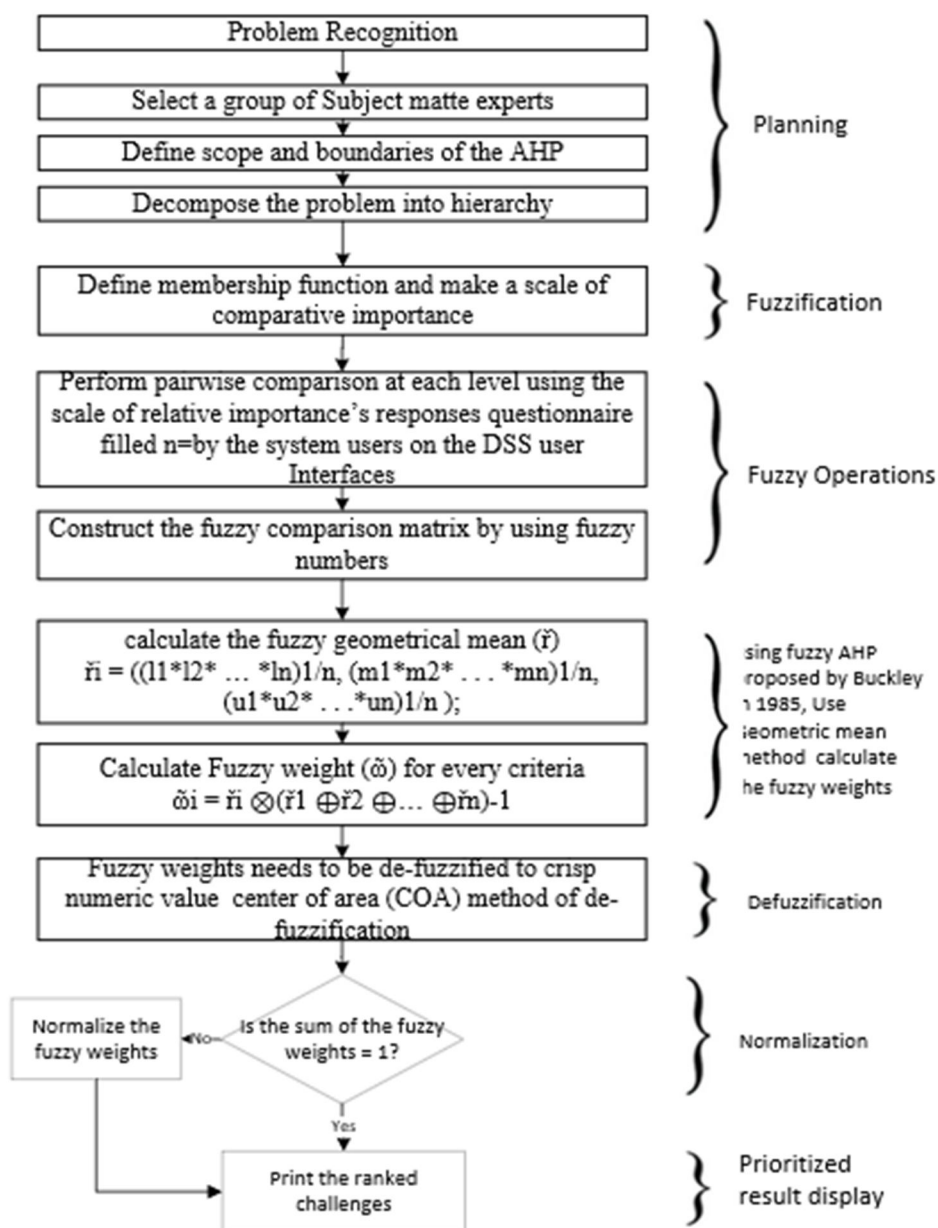 Problem Recognition
Select a group of Subject matte experts
Define scope and boundaries of the AHP
Decompose the problem into hierarchy
Planning
Define membership function and make a scale of
comparative importance
Fuzzification
Perform pairwise comparison at each level using the
scale of relative importance's responses questionnaire
filled n=by the system users on the DSS user
Interfaces
Construct the fuzzy comparison matrix by using fuzzy
numbers
Fuzzy Operations
calculate the fuzzy geometrical mean (ř)
ři = ((l1*l2* … *ln)1/n, (m1*m2* . . . *mn)1/n,
(u1*u2* . . .*un)1/n );
Calculate Fuzzy weight (ῶ) for every criteria
ῶi = ři ⊗(ř1 ⊕ř2 ⊕… ⊕řn)-1
sing fuzzy AHP
roposed by Buckley
n 1985, Use
eometric mean
ethod calculate
he fuzzy weights
Fuzzy weights needs to be de-fuzzified to crisp
numeric value center of area (COA) method of de-
fuzzification
Defuzzification
Is the sum of the fuzzy
weights = 1?
No
Normalize the
fuzzy weights
Normalization
Yes
Print the ranked
challenges
Prioritized
result display